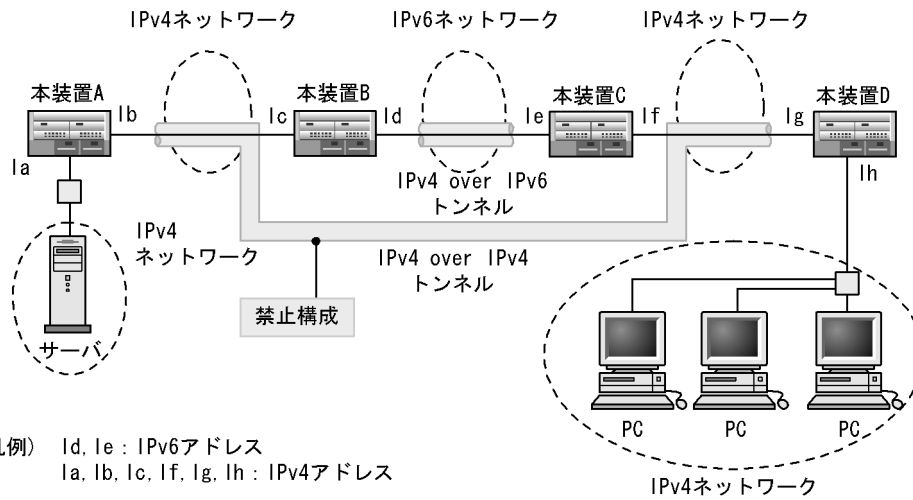 IPv4ネットワーク
IPv6ネットワーク
IPv4ネットワーク
本装置A
Ib
Ic
本装置B
Id
Ie
本装置C
If
Ig
本装置D
Ia
Ih
IPv4 over IPv6
トンネル
IPv4
ネットワーク
IPv4 over IPv4
トンネル
禁止構成
サーバ
PC
PC
PC
例) Id, Ie : IPv6アドレス
Ia, Ib, Ic, If, Ig, Ih : IPv4アドレス
IPv4ネットワーク